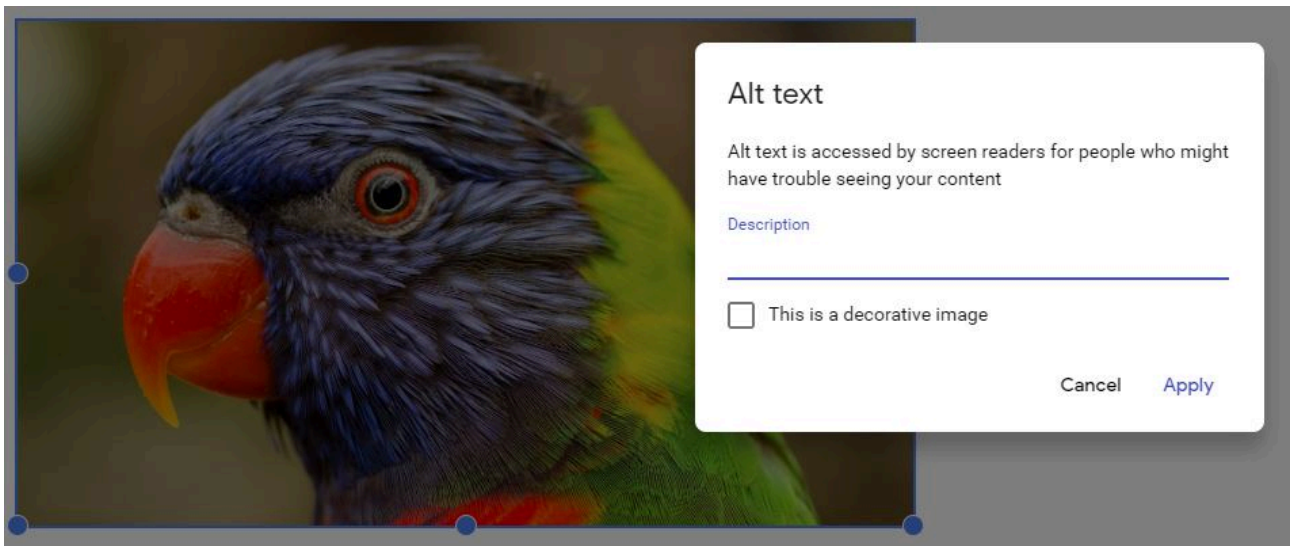 Alt text
Alt text is accessed by screen readers for people who might
have trouble seeing your content
Description
This is a decorative image
Cancel Apply